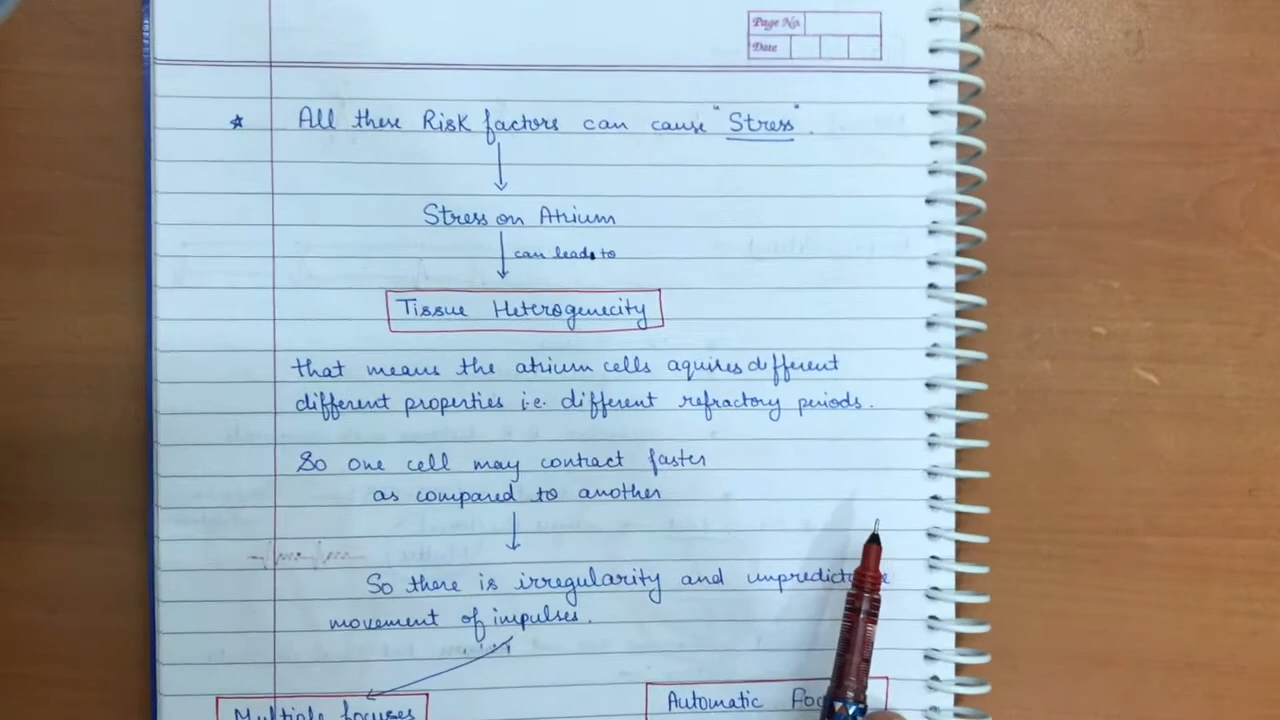 Page No.
Date
☆ All these Risk factors can cause "Stress".
Stress on Atrium
can leads to
Tissue Heterogenecity
that means the atrium cells aquires different
different properties i.e. different refractory periods.
So one cell may contract faster
as compared to another
So there is irregularity and
movement of impulses.
Multiple focuses
Automatic